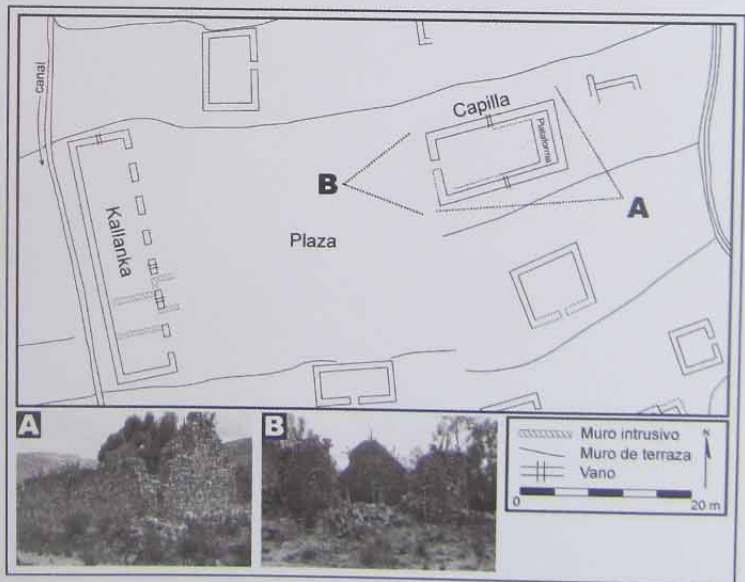 canal
Capilla
Plataforma
B
A
Kallanka
Plaza
A
B
Muro intrusivo
Muro de terraza
Vano
N
0
20 m